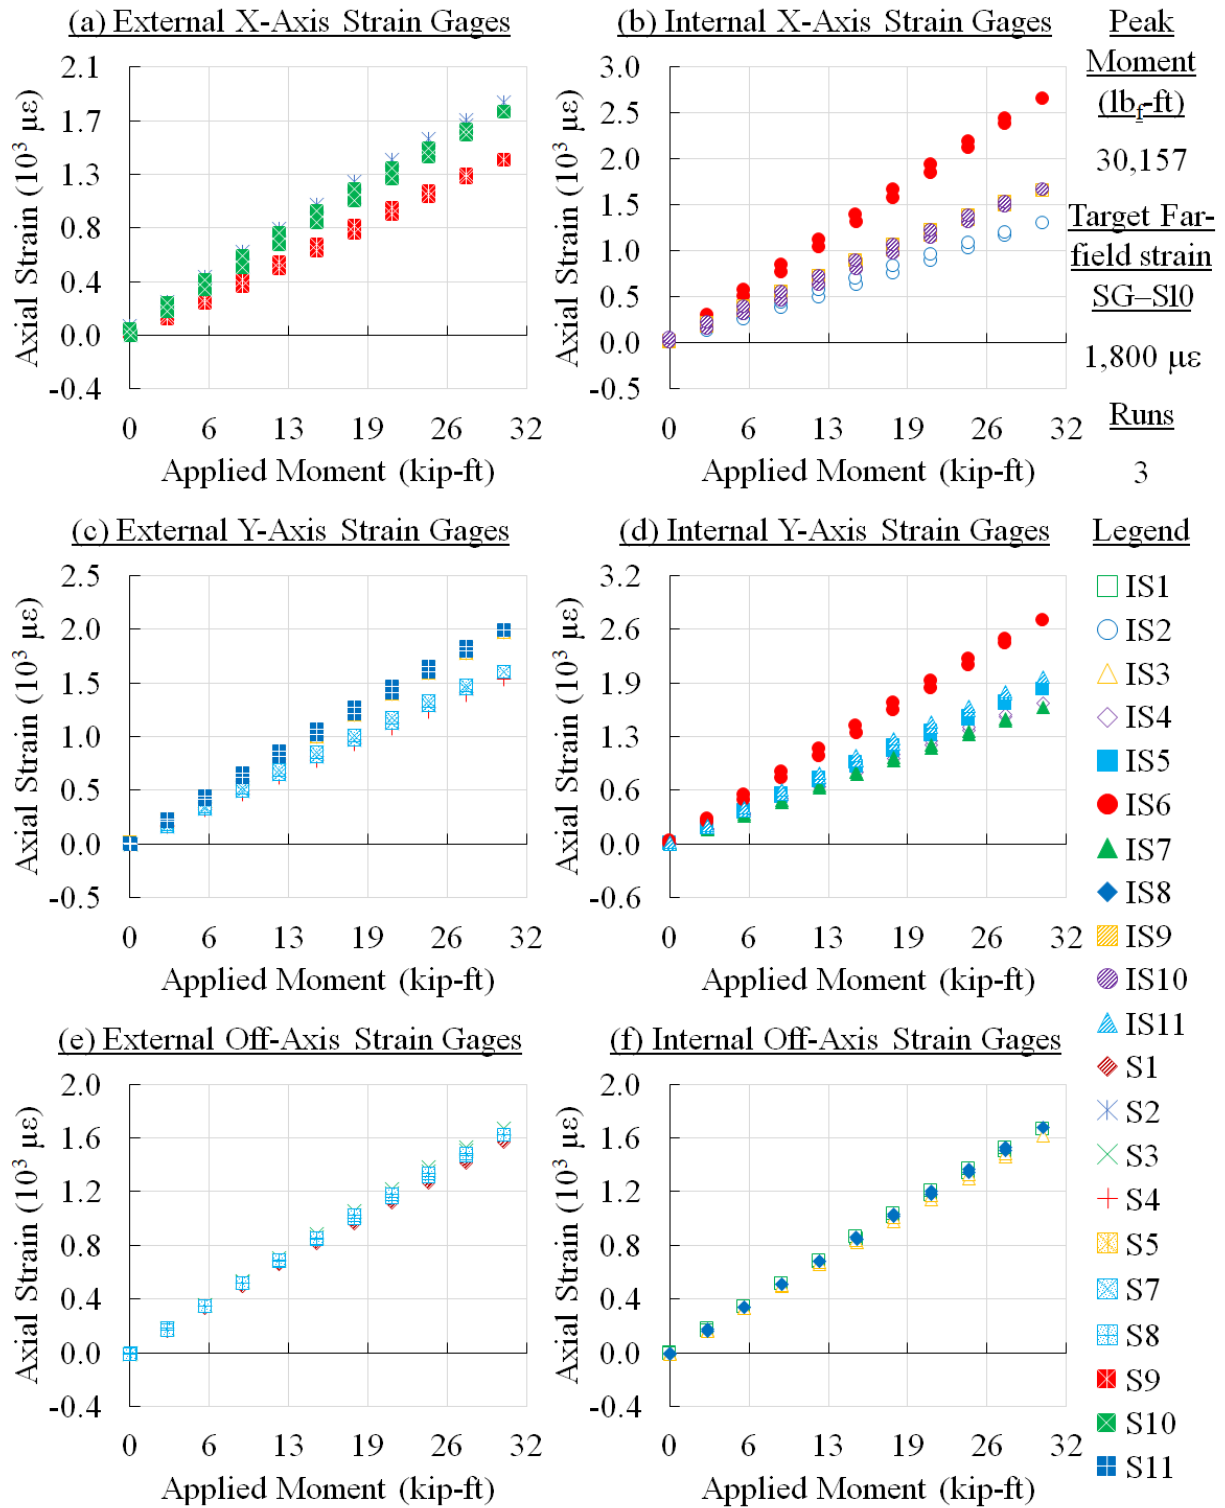 (a) External X-Axis Strain Gages
Axial Strain (10³ µε)
2.1
1.7
1.3
0.8
0.4
0.0
-0.4
0 6 13 19 26 32
Applied Moment (kip-ft)
(b) Internal X-Axis Strain Gages
Axial Strain (10³ µε)
3.0
2.5
2.0
1.5
1.0
0.5
0.0
-0.5
0 6 13 19 26 32
Applied Moment (kip-ft)
Peak
Moment
(lbf-ft)
30,157
Target Far-
field strain
SG–S10
1,800 µε
Runs
3
(c) External Y-Axis Strain Gages
Axial Strain (10³ µε)
2.5
2.0
1.5
1.0
0.5
0.0
-0.5
0 6 13 19 26 32
Applied Moment (kip-ft)
(d) Internal Y-Axis Strain Gages
Axial Strain (10³ µε)
3.2
2.6
1.9
1.3
0.6
0.0
-0.6
0 6 13 19 26 32
Applied Moment (kip-ft)
(e) External Off-Axis Strain Gages
Axial Strain (10³ µε)
2.0
1.6
1.2
0.8
0.4
0.0
-0.4
0 6 13 19 26 32
Applied Moment (kip-ft)
(f) Internal Off-Axis Strain Gages
Axial Strain (10³ µε)
2.0
1.6
1.2
0.8
0.4
0.0
-0.4
0 6 13 19 26 32
Applied Moment (kip-ft)
Legend
IS1
IS2
IS3
IS4
IS5
IS6
IS7
IS8
IS9
IS10
IS11
S1
S2
S3
S4
S5
S7
S8
S9
S10
S11